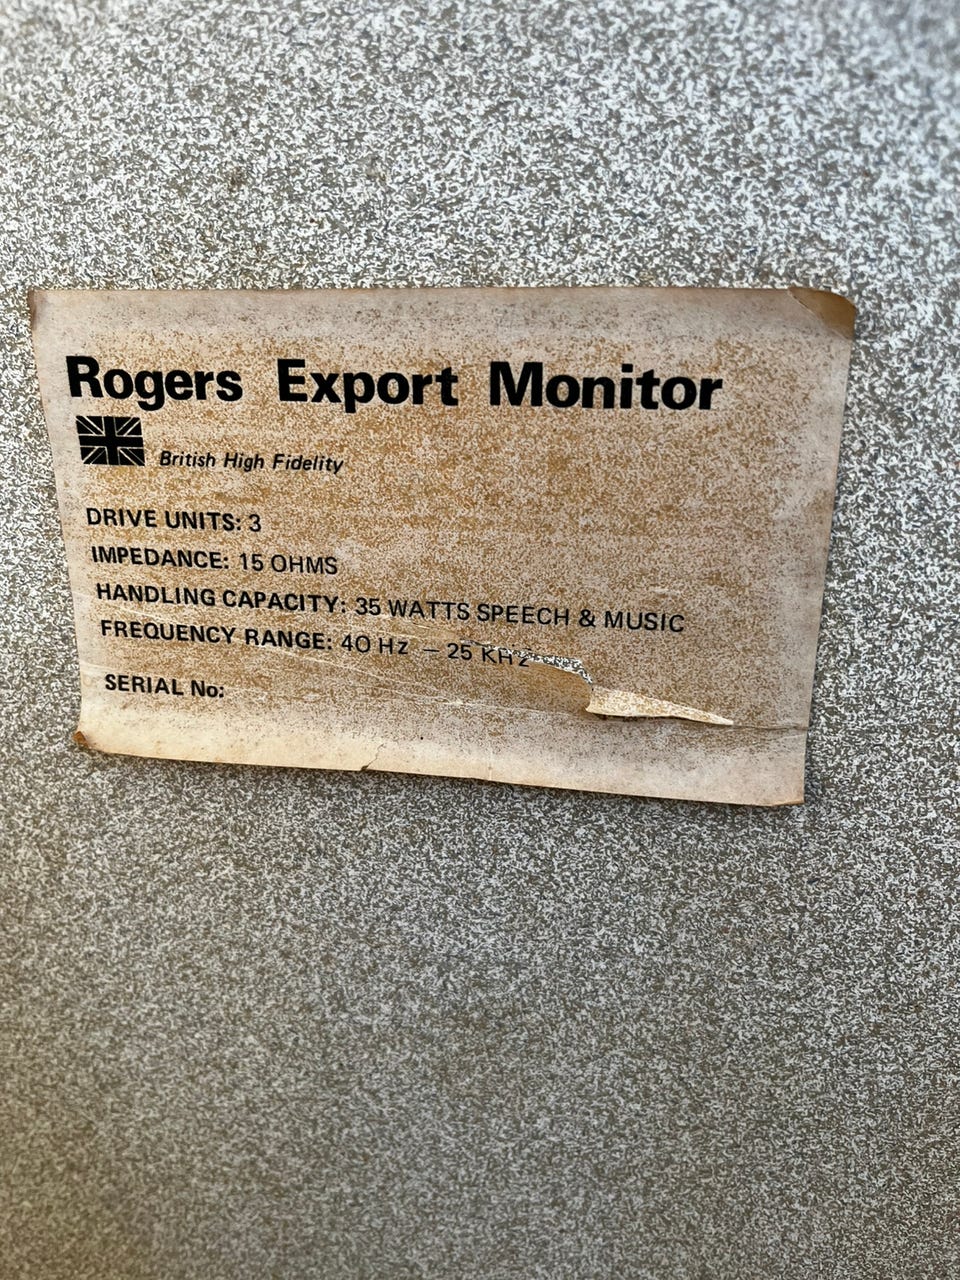 Rogers Export Monitor
British High Fidelity
DRIVE UNITS: 3
IMPEDANCE: 15 OHMS
HANDLING CAPACITY: 35 WATTS SPEECH & MUSIC
FREQUENCY RANGE: 40 Hz – 25 KHz
SERIAL No: